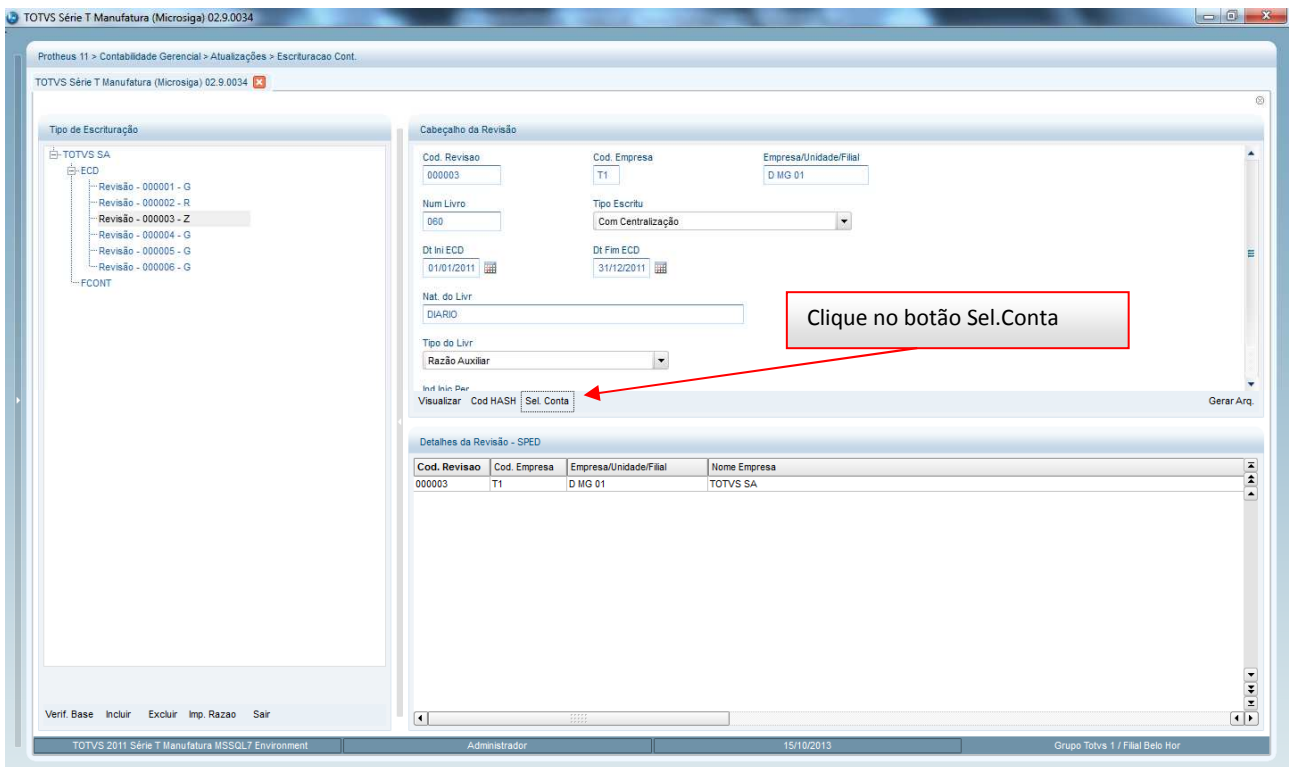 TOTVS Série T Manufatura (Microsiga) 02.9.0034
Protheus 11 > Contabilidade Gerencial > Atualizações > Escrituracao Cont.
TOTVS Série T Manufatura (Microsiga) 02.9.0034
Tipo de Escrituração
TOTVS SA
ECD
Revisão - 000001 - G
Revisão - 000002 - R
Revisão - 000003 - Z
Revisão - 000004 - G
Revisão - 000005 - G
Revisão - 000006 - G
FCONT
Verif. Base Incluir Excluir Imp. Razao Sair
Cabeçalho da Revisão
Cod. Revisao Cod. Empresa Empresa/Unidade/Filial
000003 T1 D MG 01
Num Livro Tipo Escritu
060 Com Centralização
Dt Ini ECD Dt Fim ECD
01/01/2011 31/12/2011
Nat. do Livr
DIARIO
Clique no botão Sel.Conta
Tipo do Livr
Razão Auxiliar
Ind Inic Per
Visualizar Cod HASH Sel. Conta Gerar Arq.
Detalhes da Revisão - SPED
Cod. Revisao Cod. Empresa Empresa/Unidade/Filial Nome Empresa
000003 T1 D MG 01 TOTVS SA
TOTVS 2011 Série T Manufatura MSSQL7 Environment Administrador 15/10/2013 Grupo Totvs 1 / Filial Belo Hor